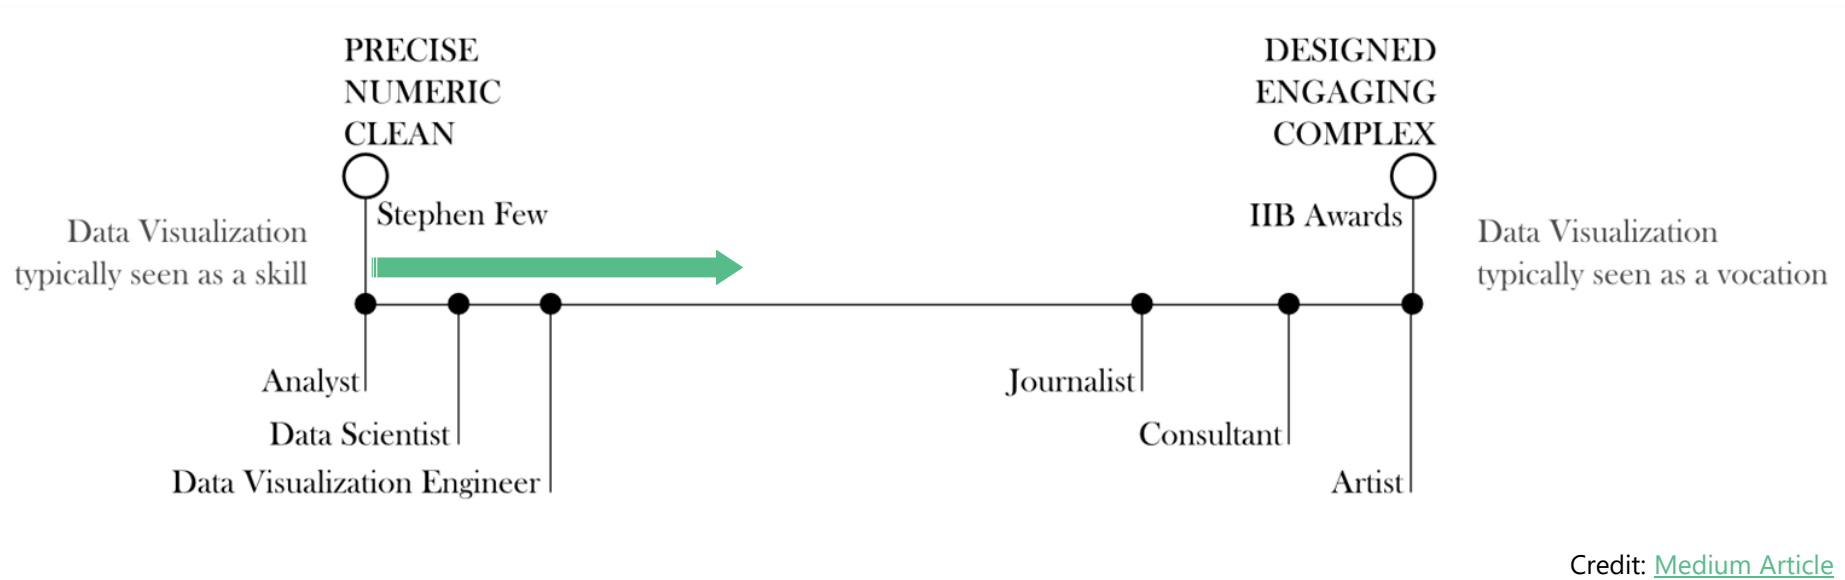 PRECISE
NUMERIC
CLEAN
DESIGNED
ENGAGING
COMPLEX
Stephen Few
IIB Awards
Data Visualization
typically seen as a skill
Data Visualization
typically seen as a vocation
Analyst
Data Scientist
Data Visualization Engineer
Journalist
Consultant
Artist
Credit: Medium Article